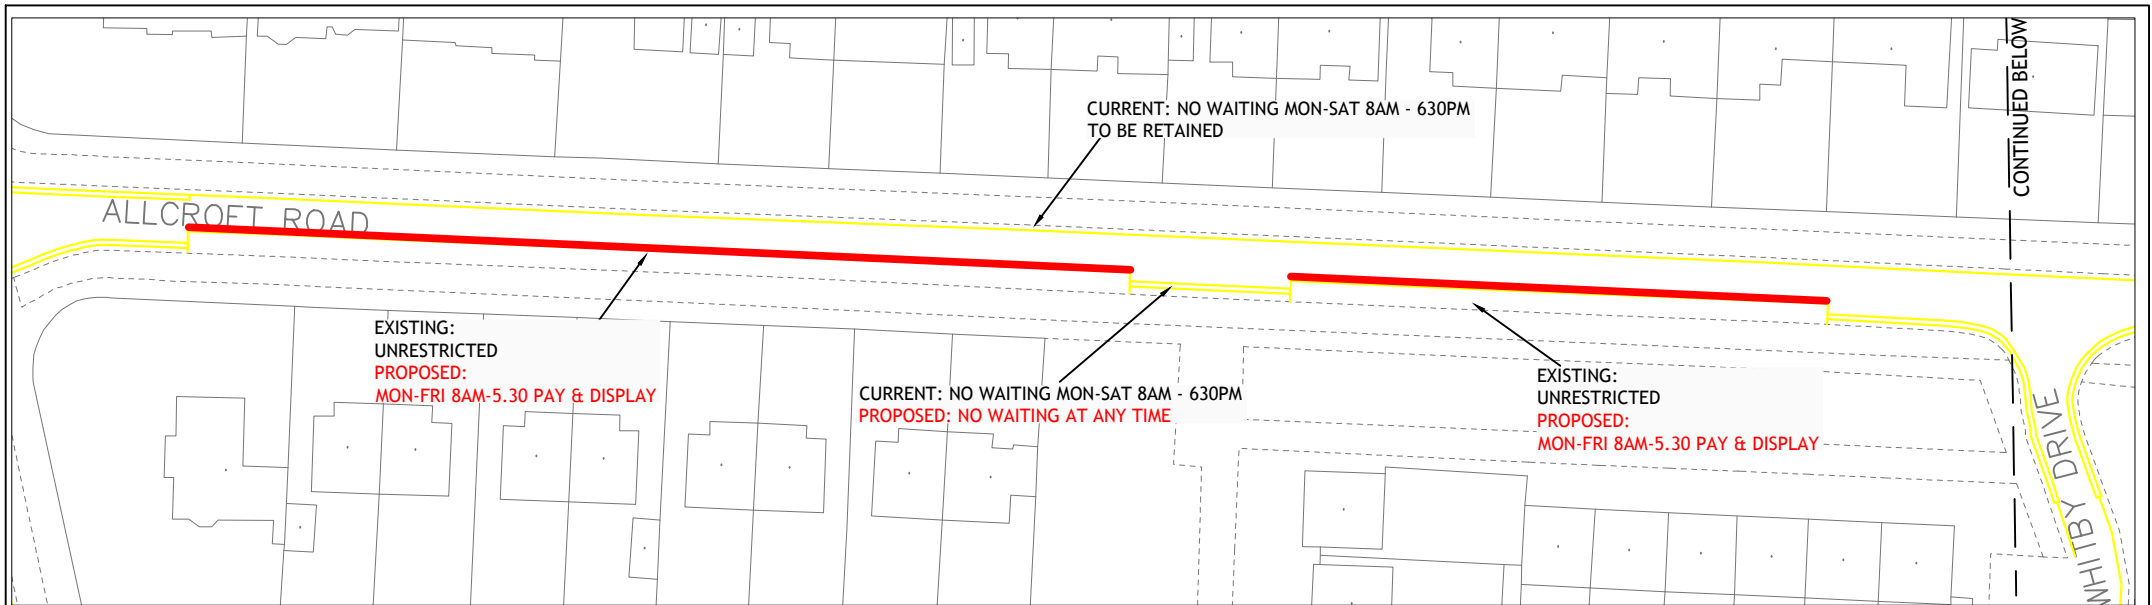 CONTINUED BELOW
CURRENT: NO WAITING MON-SAT 8AM - 630PM
TO BE RETAINED
ALLCROFT ROAD
EXISTING:
UNRESTRICTED
PROPOSED:
MON-FRI 8AM-5.30 PAY & DISPLAY
CURRENT: NO WAITING MON-SAT 8AM - 630PM
PROPOSED: NO WAITING AT ANY TIME
EXISTING:
UNRESTRICTED
PROPOSED:
MON-FRI 8AM-5.30 PAY & DISPLAY
WHITBY DRIVE